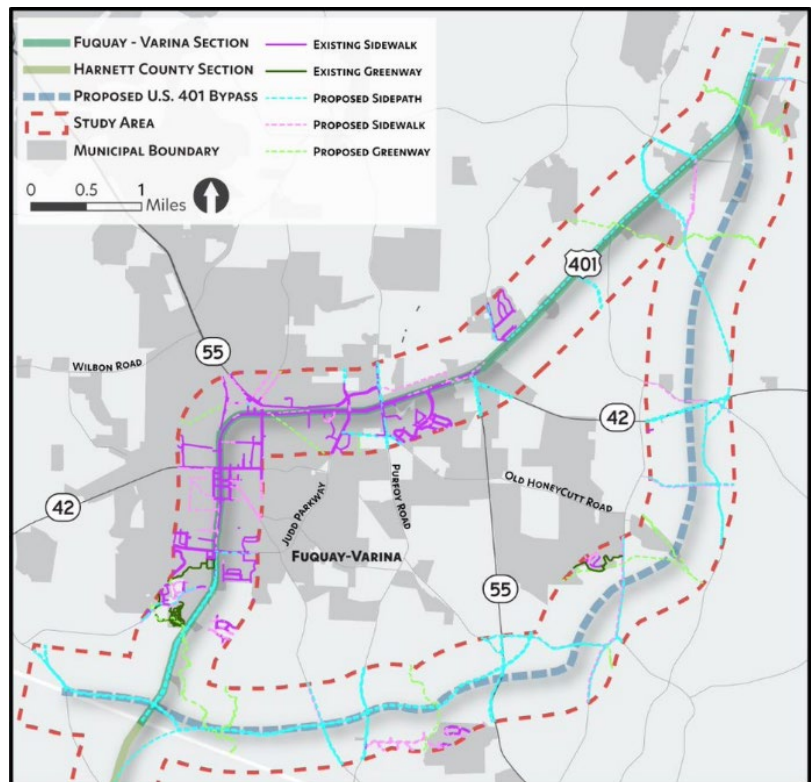 FUQUAY - VARINA SECTION
HARNETT COUNTY SECTION
PROPOSED U.S. 401 BYPASS
STUDY AREA
MUNICIPAL BOUNDARY
EXISTING SIDEWALK
EXISTING GREENWAY
PROPOSED SIDEPATH
PROPOSED SIDEWALK
PROPOSED GREENWAY
0 0.5 1
Miles
401
55
WILBON ROAD
42
42
JUDD PARKWAY
PURFOY ROAD
OLD HONEYCUTT ROAD
FUQUAY-VARINA
55